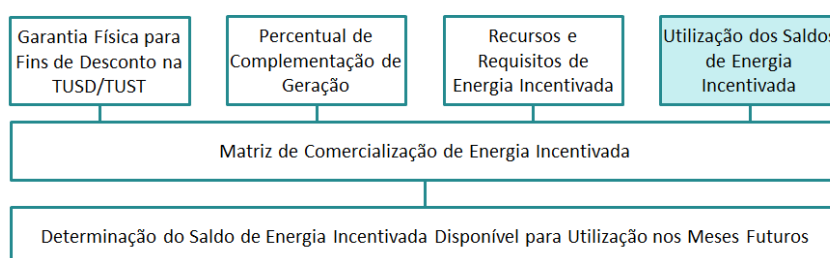 Garantia Física para
Fins de Desconto na
TUSD/TUST
Percentual de
Complementação de
Geração
Recursos e
Requisitos de
Energia Incentivada
Utilização dos Saldos
de Energia
Incentivada
Matriz de Comercialização de Energia Incentivada
Determinação do Saldo de Energia Incentivada Disponível para Utilização nos Meses Futuros